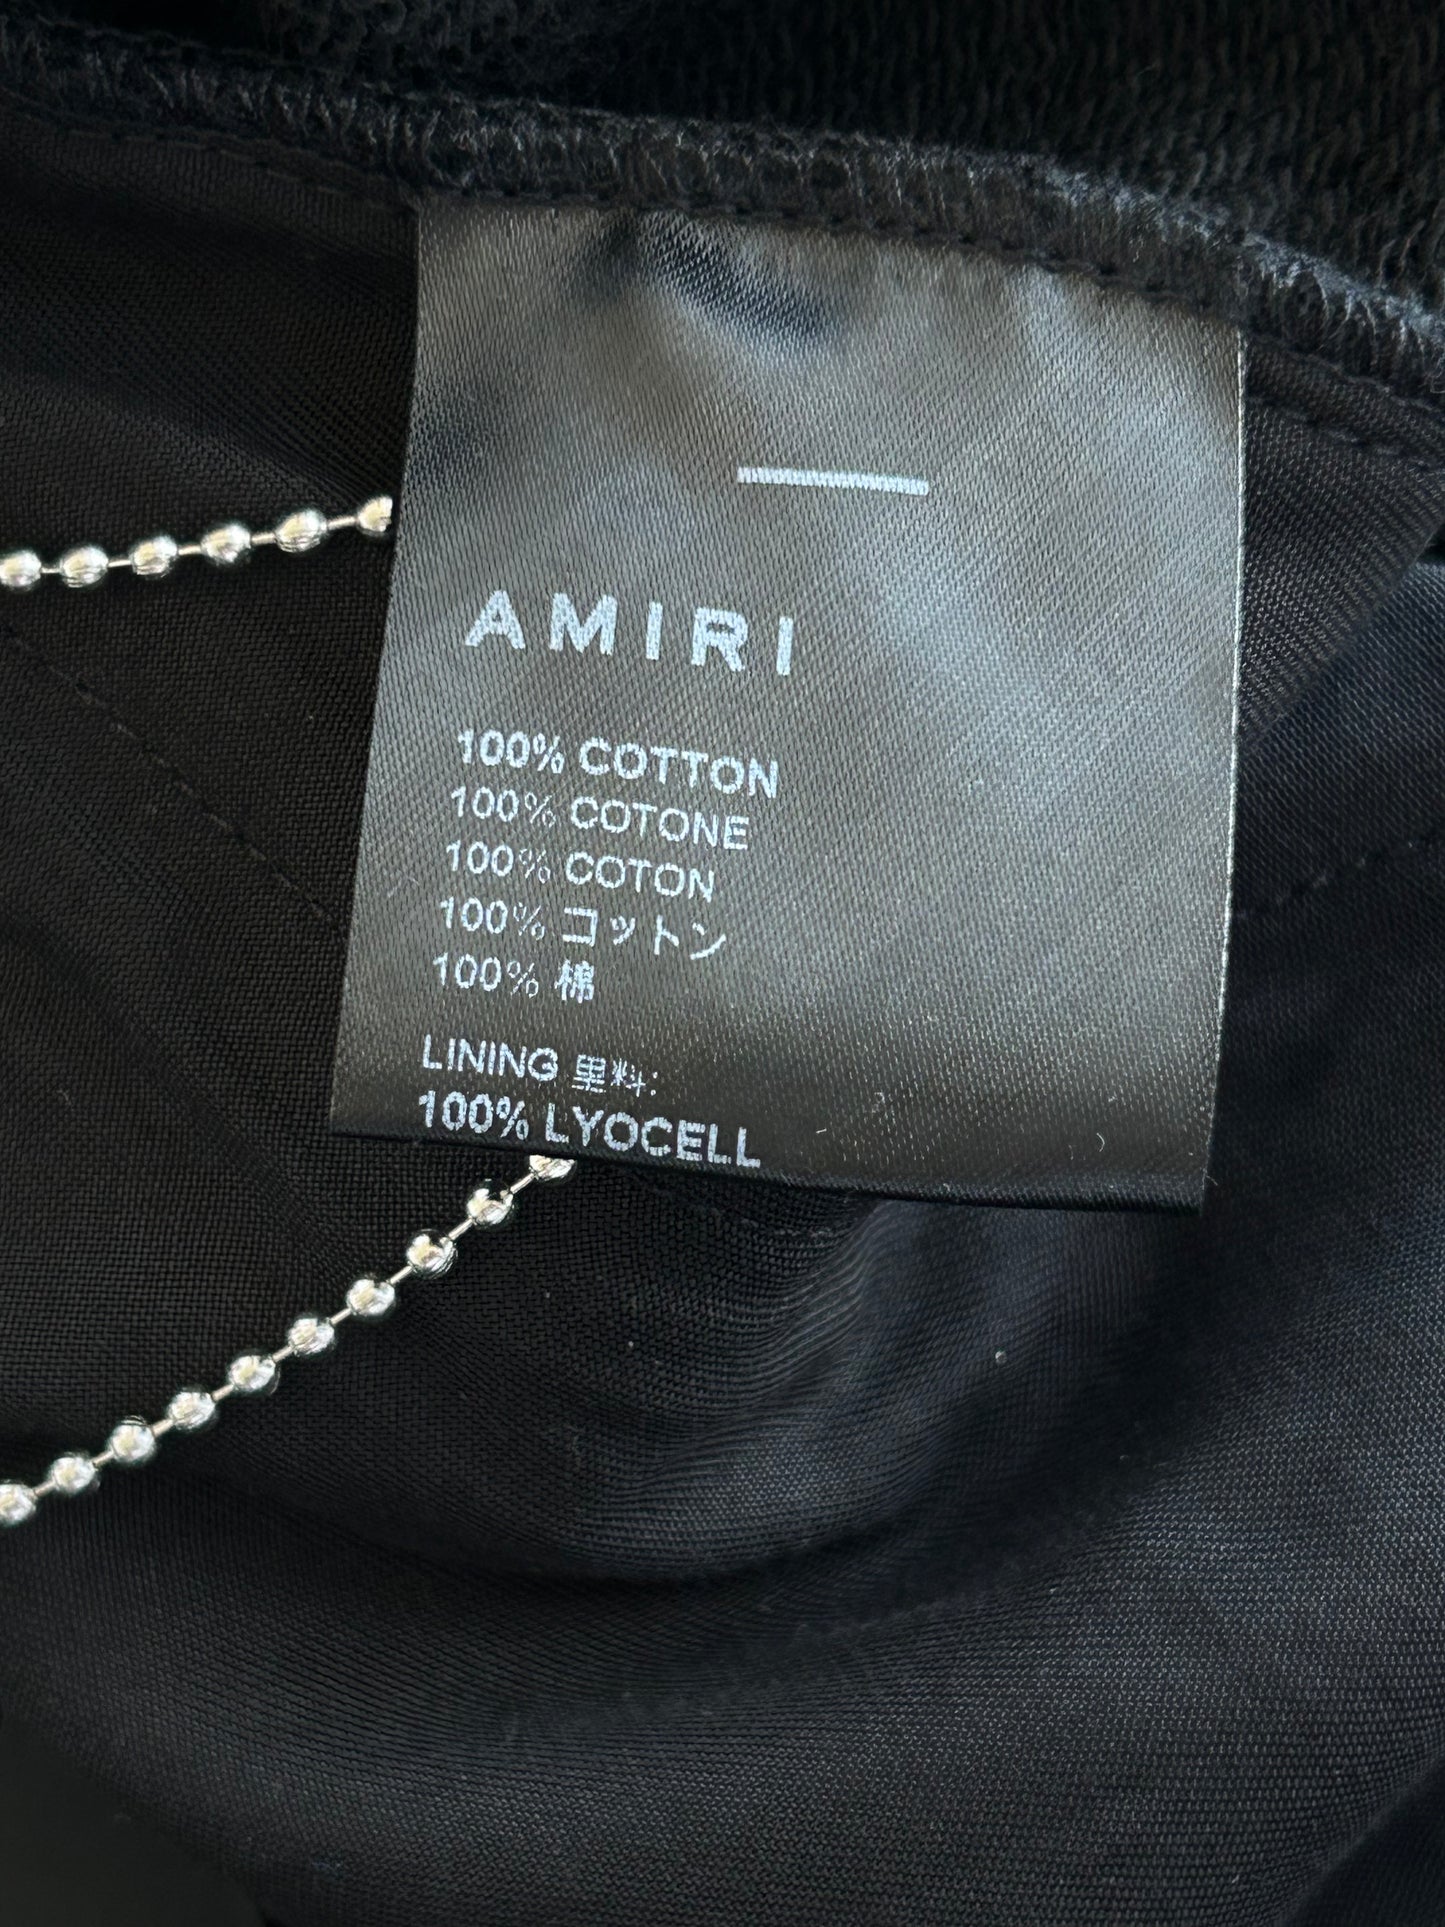 AMIRI
100% COTTON
100% COTONE
100% COTON
100% コットン
100% 棉
LINING 里料:
100% LYOCELL